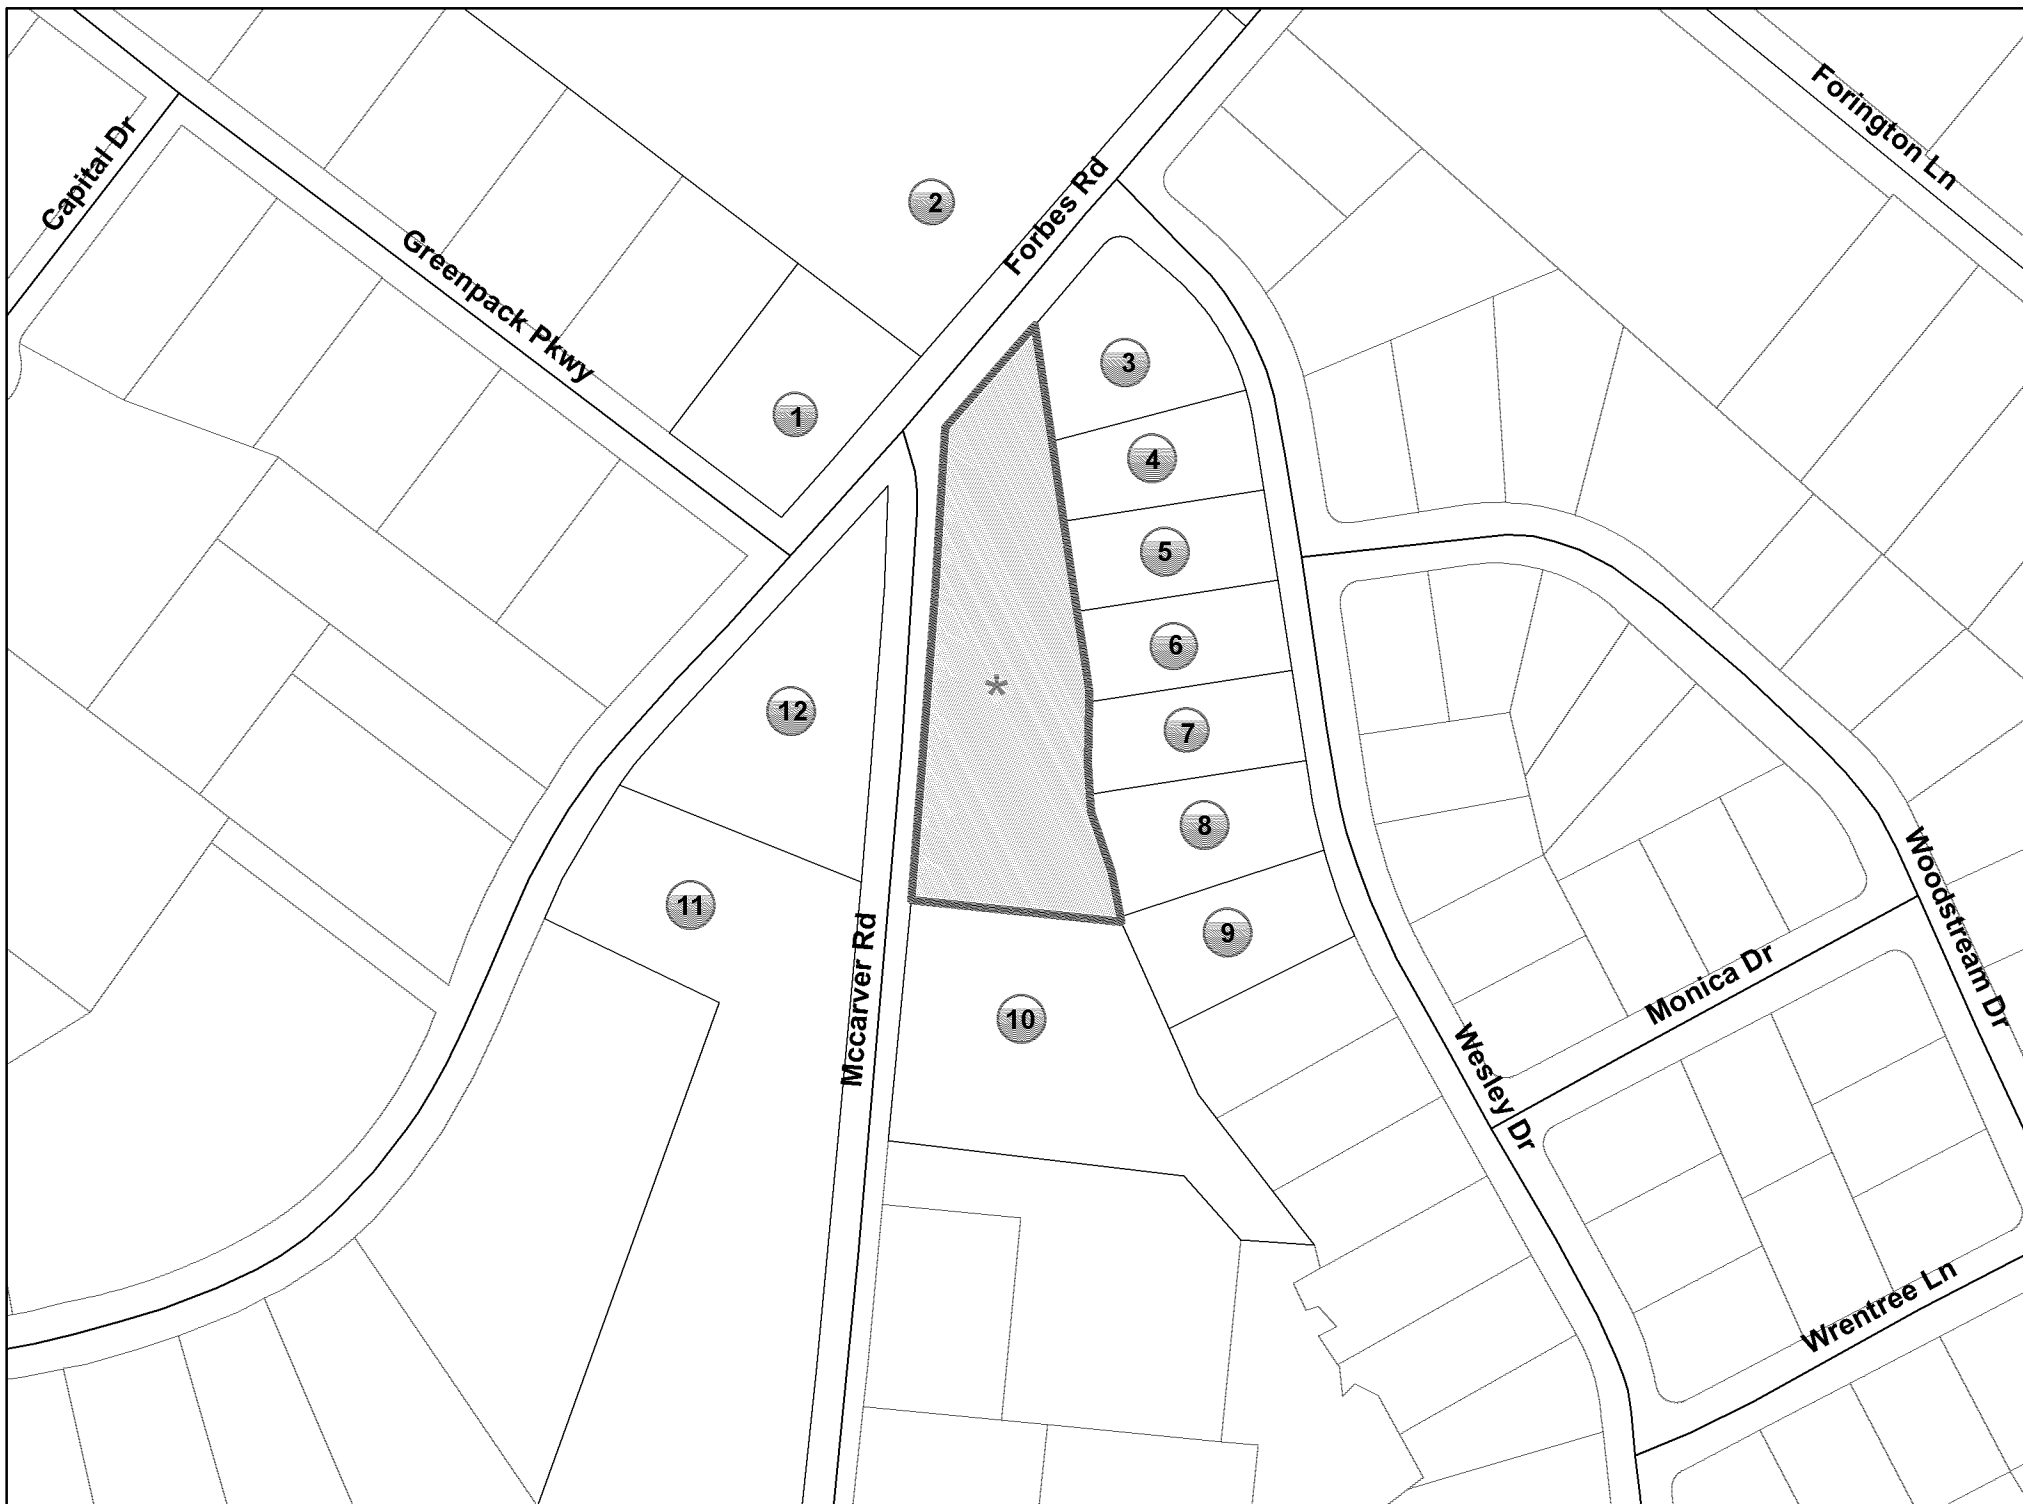 Forington Ln
Capital Dr
Forbes Rd
2
Greenpack Pkwy
3
1
4
5
6
*
7
12
8
11
9
Woodstream Dr
Mccarver Rd
Monica Dr
10
Wesley Dr
Wrentree Ln